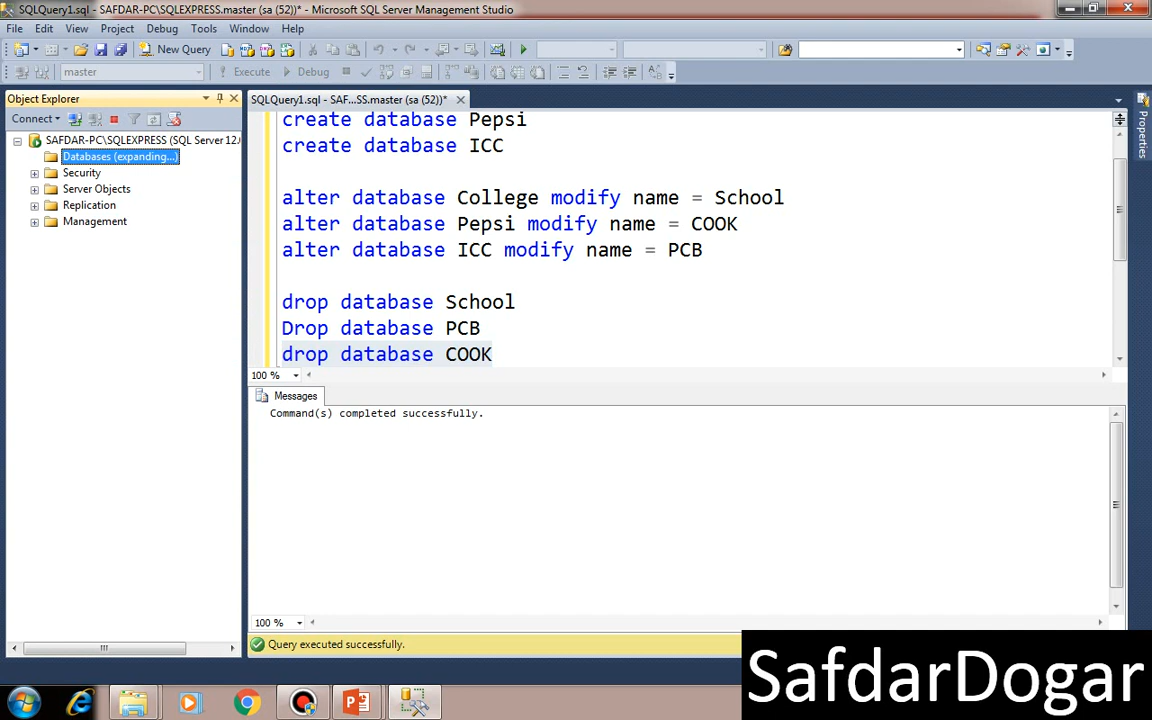 SQLQuery1.sql - SAFDAR-PC\SQLEXPRESS.master (sa (52))* - Microsoft SQL Server Management Studio
File Edit View Project Debug Tools Window Help
New Query
master Execute Debug
Object Explorer
SQLQuery1.sql - SAF...SS.master (sa (52))*
Connect
SAFDAR-PC\SQLEXPRESS (SQL Server 12.
Databases (expanding...)
Security
Server Objects
Replication
Management
create database Pepsi
create database ICC
alter database College modify name = School
alter database Pepsi modify name = COOK
alter database ICC modify name = PCB
drop database School
Drop database PCB
drop database COOK
100 %
Messages
Command(s) completed successfully.
100 %
Query executed successfully.
Properties
SafdarDogar